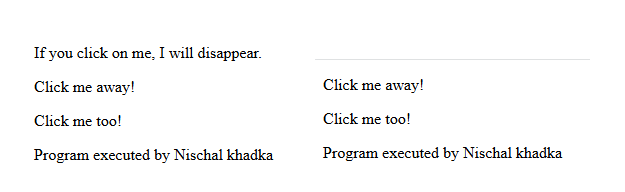 If you click on me, I will disappear.
Click me away!
Click me too!
Program executed by Nischal khadka
Click me away!
Click me too!
Program executed by Nischal khadka